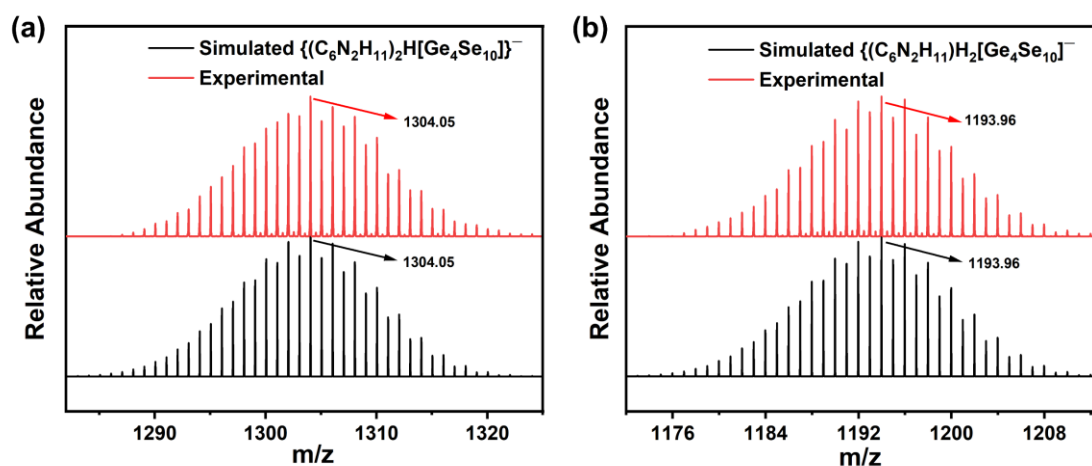 (a)
Simulated {(C₆N₂H₁₁)₂H[Ge₄Se₁₀]}⁻
Experimental
1304.05
1304.05
Relative Abundance
1290 1300 1310 1320
m/z
(b)
Simulated {(C₆N₂H₁₁)H₂[Ge₄Se₁₀]⁻
Experimental
1193.96
1193.96
Relative Abundance
1176 1184 1192 1200 1208
m/z